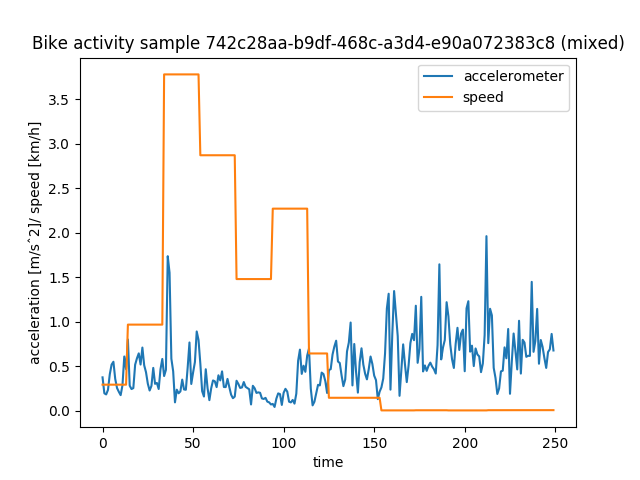 Bike activity sample 742c28aa-b9df-468c-a3d4-e90a072383c8 (mixed)
accelerometer
speed
acceleration [m/s^2]/ speed [km/h]
3.5
3.0
2.5
2.0
1.5
1.0
0.5
0.0
0 50 100 150 200 250
time